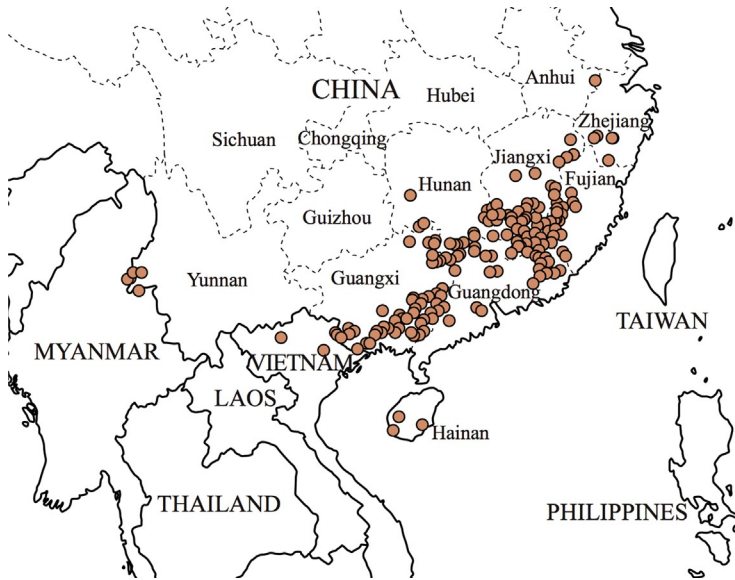 Anhui
CHINA
Hubei
Zhejiang
Sichuan
Chongqing
Jiangxi
Hunan
Fujian
Guizhou
Yunnan
Guangxi
Guangdong
TAIWAN
MYANMAR
VIETNAM
LAOS
Hainan
THAILAND
PHILIPPINES